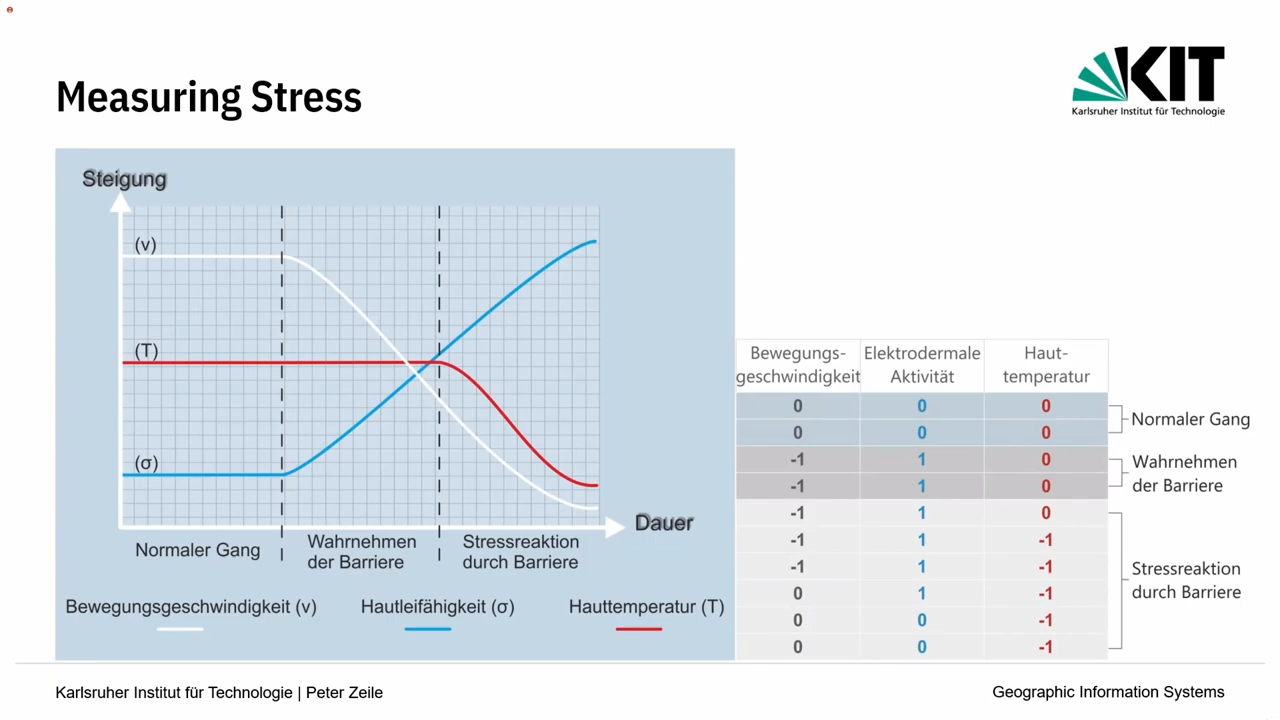 Measuring Stress
KIT
Karlsruher Institut für Technologie
Steigung
(v)
(T)
(σ)
Dauer
Normaler Gang
Wahrnehmen
der Barriere
Stressreaktion
durch Barriere
Bewegungsgeschwindigkeit (v)
Hautleifähigkeit (σ)
Hauttemperatur (T)
Bewegungs-
geschwindigkeit
Elektrodermale
Aktivität
Haut-
temperatur
0 0 0
0 0 0
-1 1 0
-1 1 0
-1 1 0
-1 1 -1
-1 1 -1
0 1 -1
0 0 -1
0 0 -1
Normaler Gang
Wahrnehmen
der Barriere
Stressreaktion
durch Barriere
Karlsruher Institut für Technologie | Peter Zeile
Geographic Information Systems